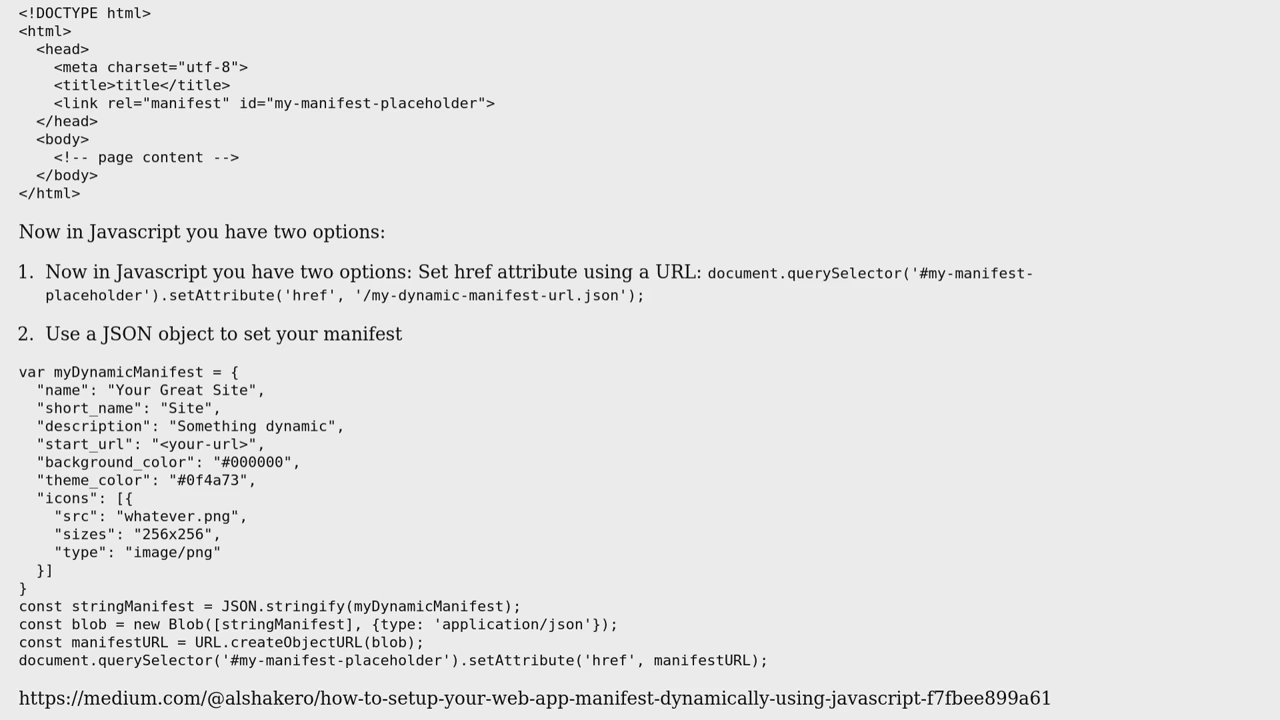 <!DOCTYPE html>
<html>
  <head>
    <meta charset="utf-8">
    <title>title</title>
    <link rel="manifest" id="my-manifest-placeholder">
  </head>
  <body>
    <!-- page content -->
  </body>
</html>
Now in Javascript you have two options:
1. Now in Javascript you have two options: Set href attribute using a URL: document.querySelector('#my-manifest-
placeholder').setAttribute('href', '/my-dynamic-manifest-url.json');
2. Use a JSON object to set your manifest
var myDynamicManifest = {
  "name": "Your Great Site",
  "short_name": "Site",
  "description": "Something dynamic",
  "start_url": "<your-url>",
  "background_color": "#000000",
  "theme_color": "#0f4a73",
  "icons": [{
    "src": "whatever.png",
    "sizes": "256x256",
    "type": "image/png"
  }]
}
const stringManifest = JSON.stringify(myDynamicManifest);
const blob = new Blob([stringManifest], {type: 'application/json'});
const manifestURL = URL.createObjectURL(blob);
document.querySelector('#my-manifest-placeholder').setAttribute('href', manifestURL);
https://medium.com/@alshakero/how-to-setup-your-web-app-manifest-dynamically-using-javascript-f7fbee899a61